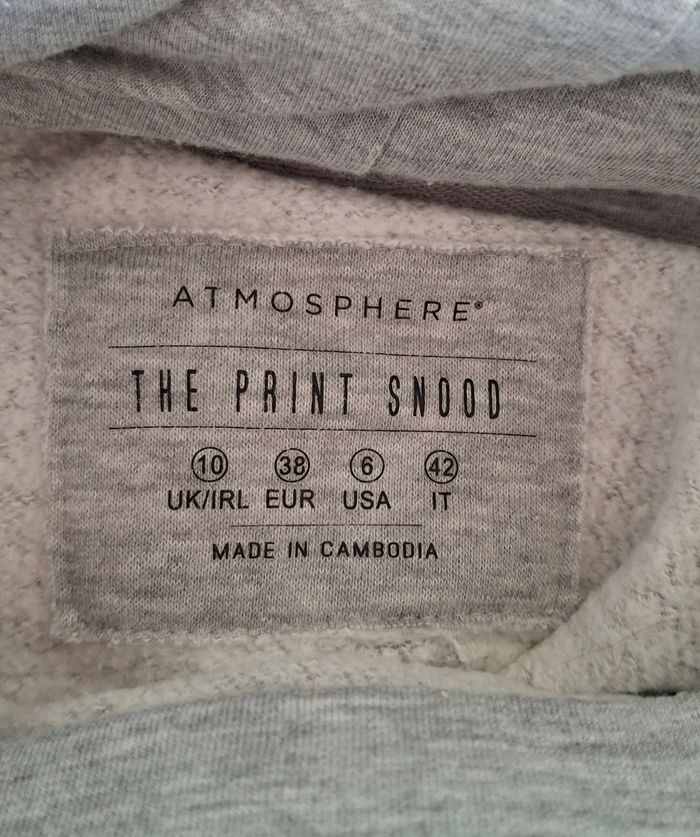 ATMOSPHERE®
THE PRINT SNOOD
10 38 6 42
UK/IRL EUR USA IT
MADE IN CAMBODIA